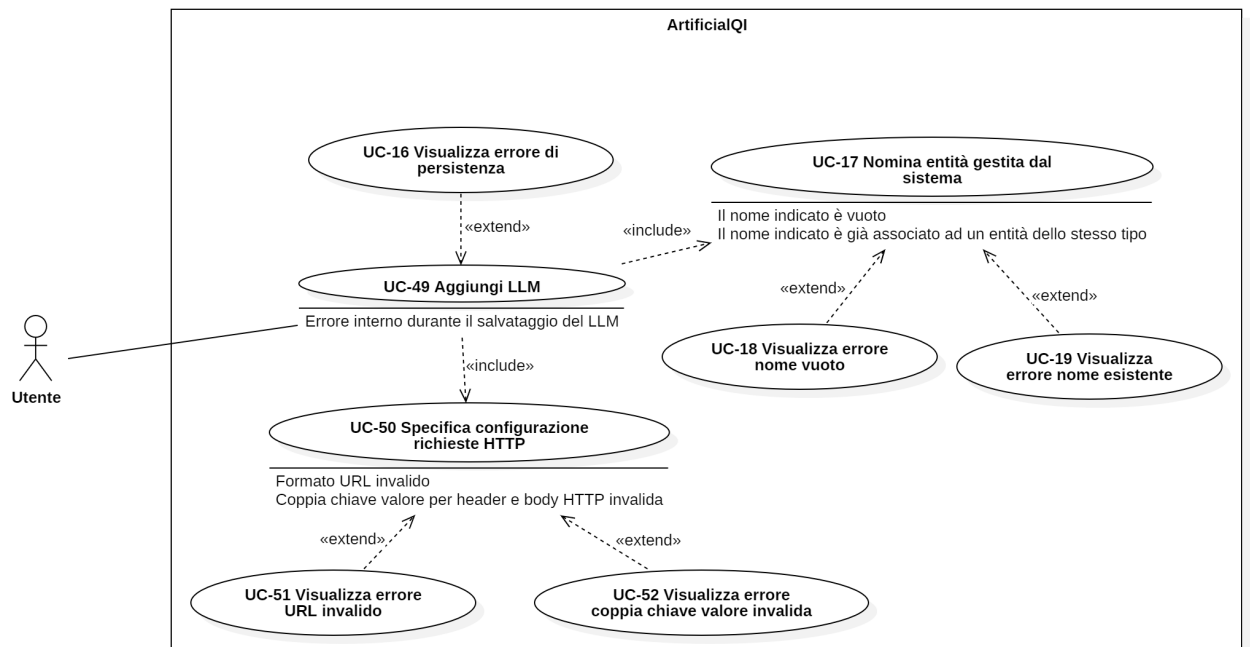 ArtificialQI
UC-16 Visualizza errore di
persistenza
UC-17 Nomina entità gestita dal
sistema
Il nome indicato è vuoto
Il nome indicato è già associato ad un entità dello stesso tipo
«extend»
«include»
UC-49 Aggiungi LLM
Errore interno durante il salvataggio del LLM
«extend»
«extend»
UC-18 Visualizza errore
nome vuoto
UC-19 Visualizza
errore nome esistente
Utente
«include»
UC-50 Specifica configurazione
richieste HTTP
Formato URL invalido
Coppia chiave valore per header e body HTTP invalida
«extend»
«extend»
UC-51 Visualizza errore
URL invalido
UC-52 Visualizza errore
coppia chiave valore invalida